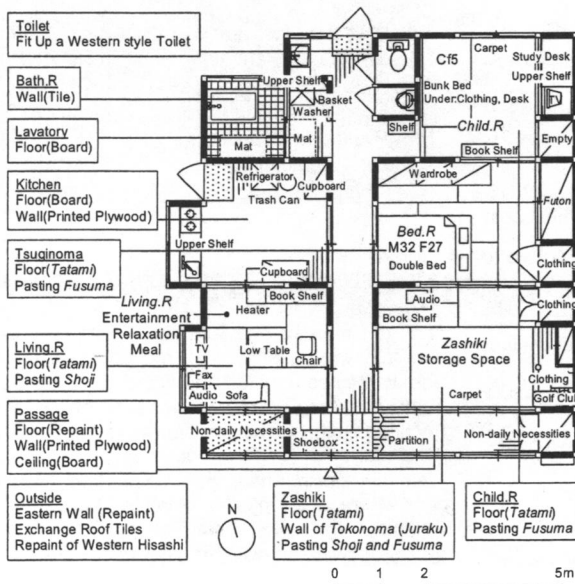 Toilet
Fit Up a Western style Toilet
Bath.R
Wall(Tile)
Lavatory
Floor(Board)
Kitchen
Floor(Board)
Wall(Printed Plywood)
Tsuginoma
Floor(Tatami)
Pasting Fusuma
Living.R
Floor(Tatami)
Pasting Shoji
Passage
Floor(Repaint)
Wall(Printed Plywood)
Ceiling(Board)
Outside
Eastern Wall (Repaint)
Exchange Roof Tiles
Repaint of Western Hisashi
Upper Shelf
Basket
Washer
Mat
Mat
Shelf
Cf5
Carpet
Study Desk
Upper Shelf
Bunk Bed
Under:Clothing, Desk
Child.R
Book Shelf
Empty
Refrigerator
Cupboard
Trash Can
Upper Shelf
Cupboard
Wardrobe
Futon
Bed.R
M32 F27
Double Bed
Clothing
Living.R
Entertainment
Relaxation
Meal
Heater
Book Shelf
TV
Low Table
Chair
Fax
Audio
Sofa
Audio
Book Shelf
Clothing
Zashiki
Storage Space
Carpet
Clothing
Golf Club
Non-daily Necessities
Shoebox
Partition
Non-daily Necessities
N
Zashiki
Floor(Tatami)
Wall of Tokonoma (Juraku)
Pasting Shoji and Fusuma
Child.R
Floor(Tatami)
Pasting Fusuma
0 1 2 5m